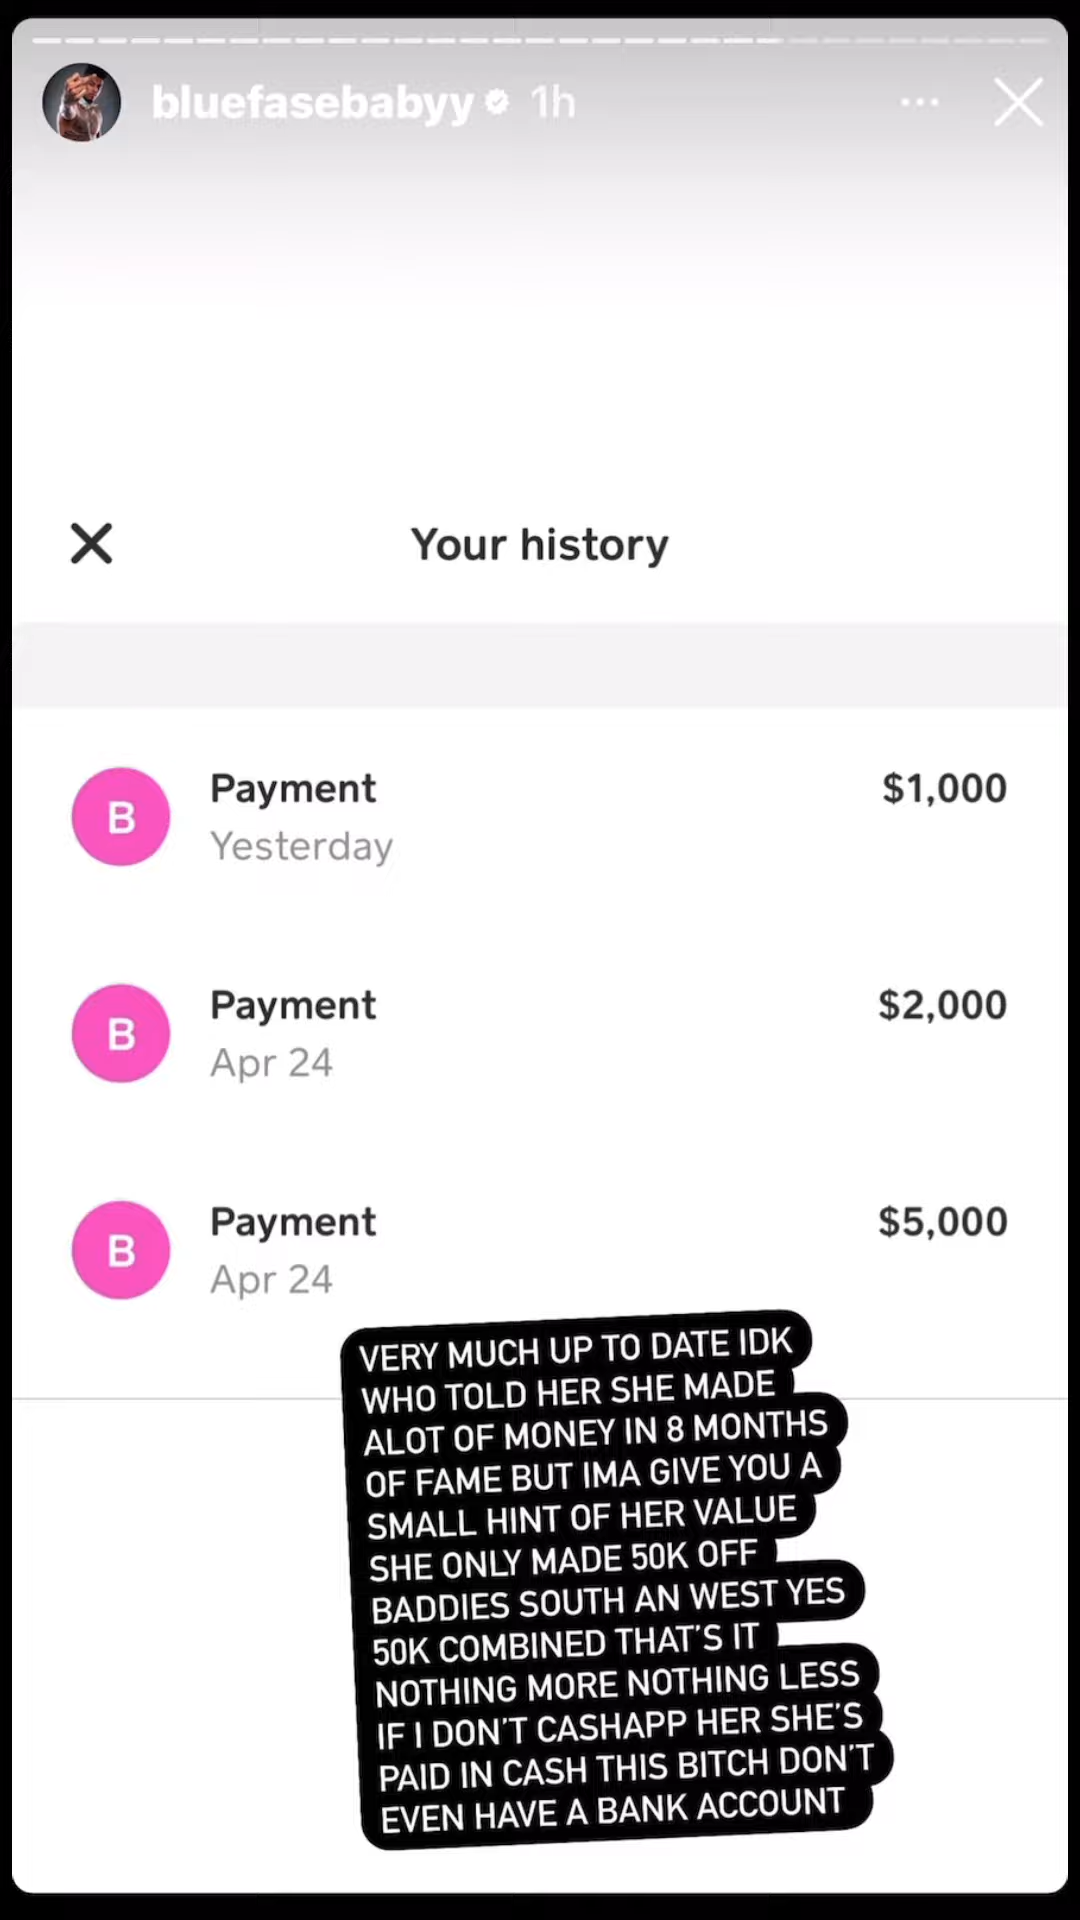 bluefasebabyy 1h
Your history
Payment $1,000
Yesterday
Payment $2,000
Apr 24
Payment $5,000
Apr 24
B
B
B
VERY MUCH UP TO DATE IDK
WHO TOLD HER SHE MADE
ALOT OF MONEY IN 8 MONTHS
OF FAME BUT IMA GIVE YOU A
SMALL HINT OF HER VALUE
SHE ONLY MADE 50K OFF
BADDIES SOUTH AN WEST YES
50K COMBINED THAT'S IT
NOTHING MORE NOTHING LESS
IF I DON'T CASHAPP HER SHE'S
PAID IN CASH THIS BITCH DON'T
EVEN HAVE A BANK ACCOUNT